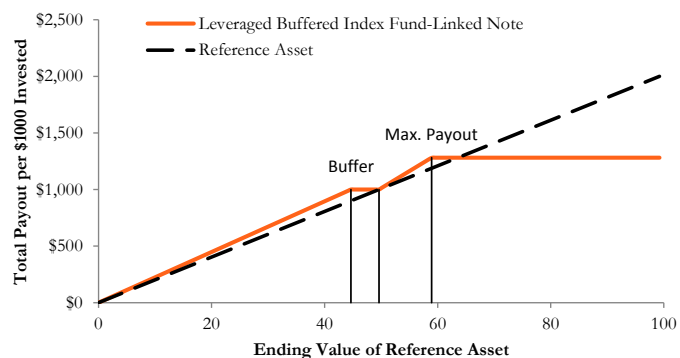 Leveraged Buffered Index Fund-Linked Note
Reference Asset
Total Payout per $1000 Invested
$2,500
$2,000
$1,500
$1,000
$500
$0
Max. Payout
Buffer
0 20 40 60 80 100
Ending Value of Reference Asset